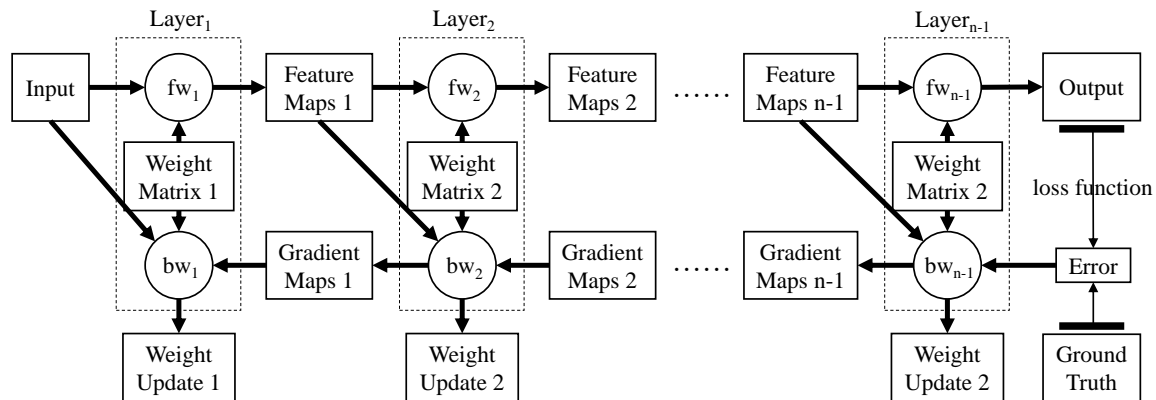 Layer1
Layer2
Layern-1
Input
fw1
Feature
Maps 1
fw2
Feature
Maps 2
……
Feature
Maps n-1
fwn-1
Output
Weight
Matrix 1
Weight
Matrix 2
Weight
Matrix 2
loss function
bw1
Gradient
Maps 1
bw2
Gradient
Maps 2
……
Gradient
Maps n-1
bwn-1
Error
Weight
Update 1
Weight
Update 2
Weight
Update 2
Ground
Truth